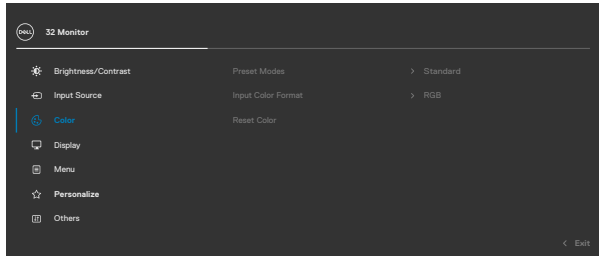 DELL 32 Monitor
Brightness/Contrast Preset Modes > Standard
Input Source Input Color Format > RGB
Color Reset Color
Display
Menu
Personalize
Others
< Exit